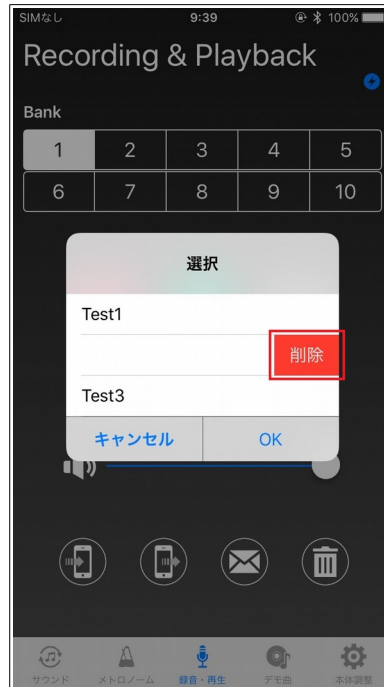 SIMなし 9:39 100%
Recording & Playback
Bank
1 2 3 4 5
6 7 8 9 10
選択
Test1
削除
Test3
キャンセル OK
サウンド メトロノーム 録音・再生 デモ曲 本体調整